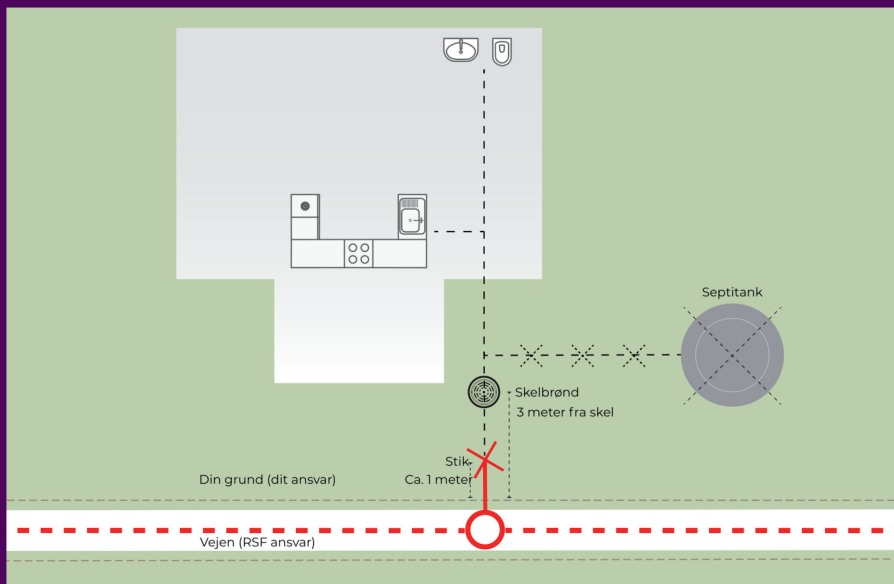 Septitank
Skelbrønd
3 meter fra skel
Stik
Ca. 1 meter
Din grund (dit ansvar)
Vejen (RSF ansvar)